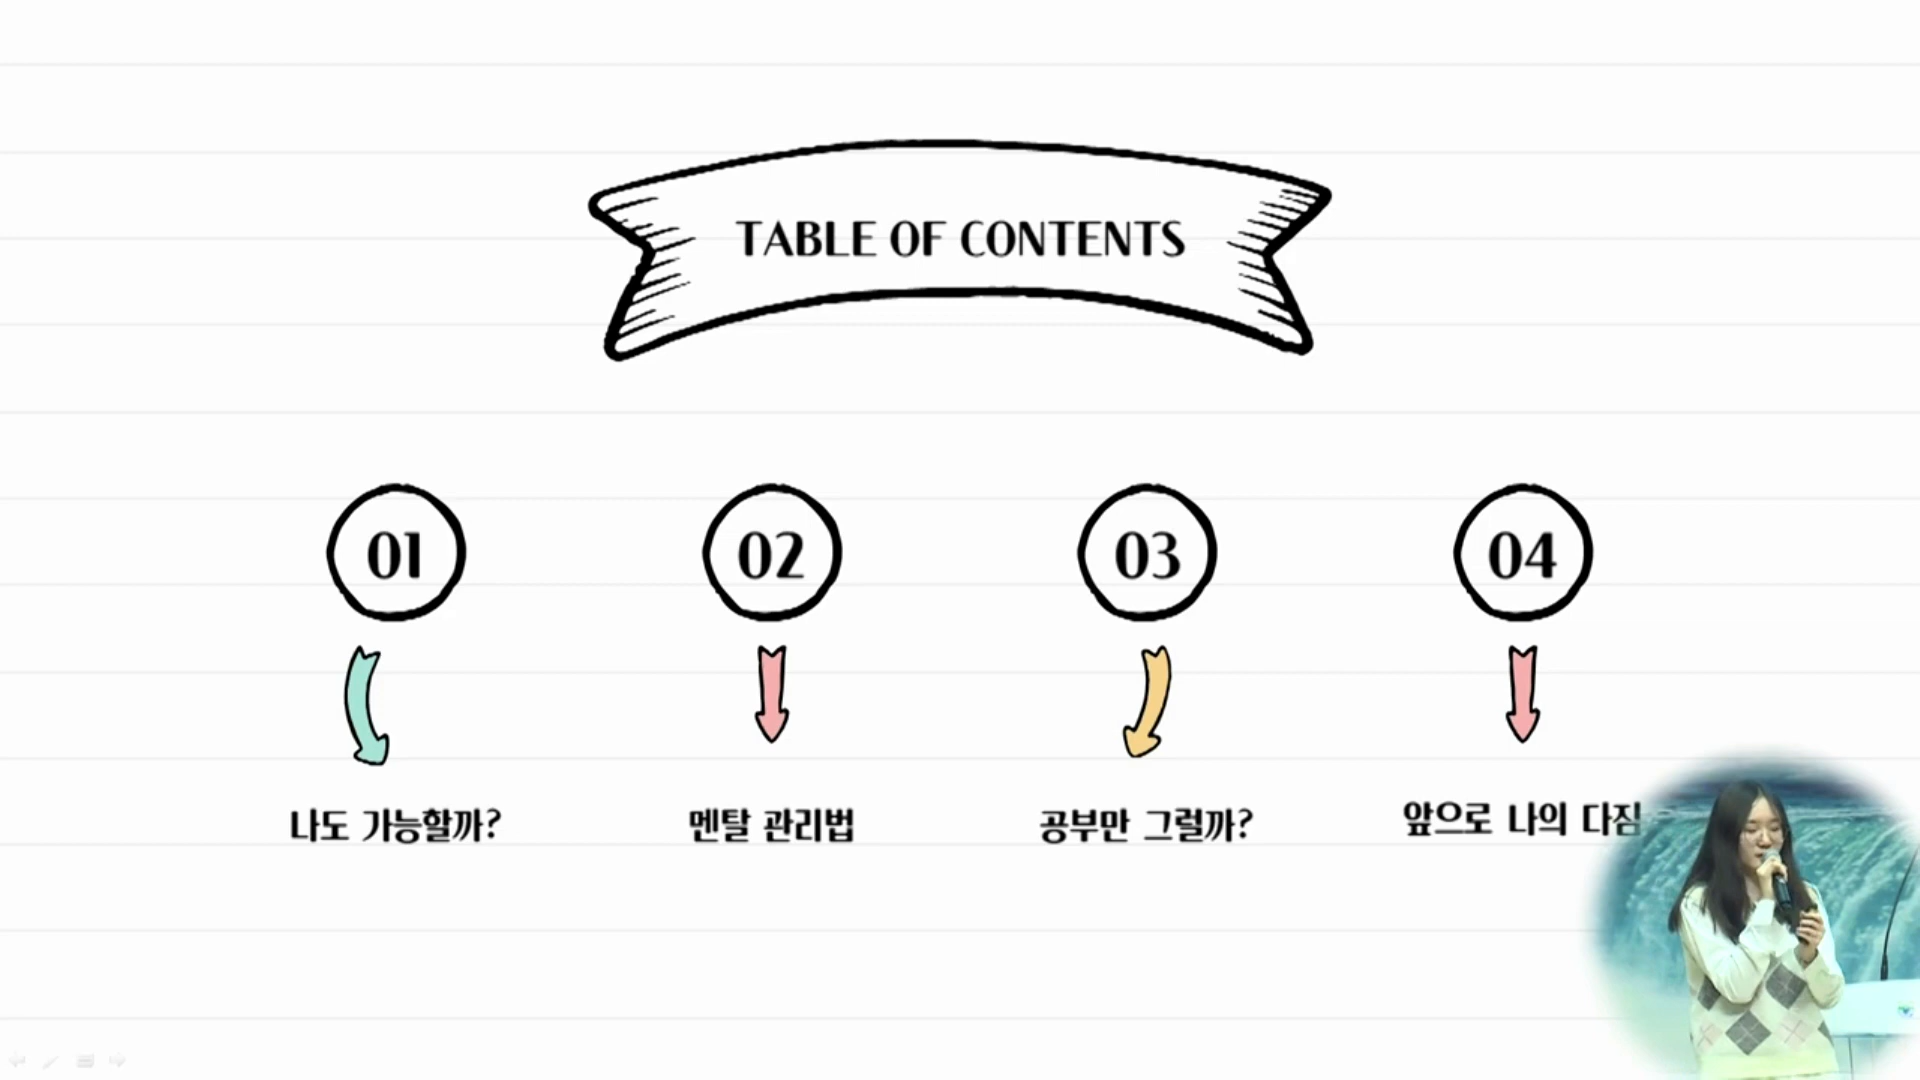 TABLE OF CONTENTS
01
02
03
04
나도 가능할까?
멘탈 관리법
공부만 그럴까?
앞으로 나의 다짐